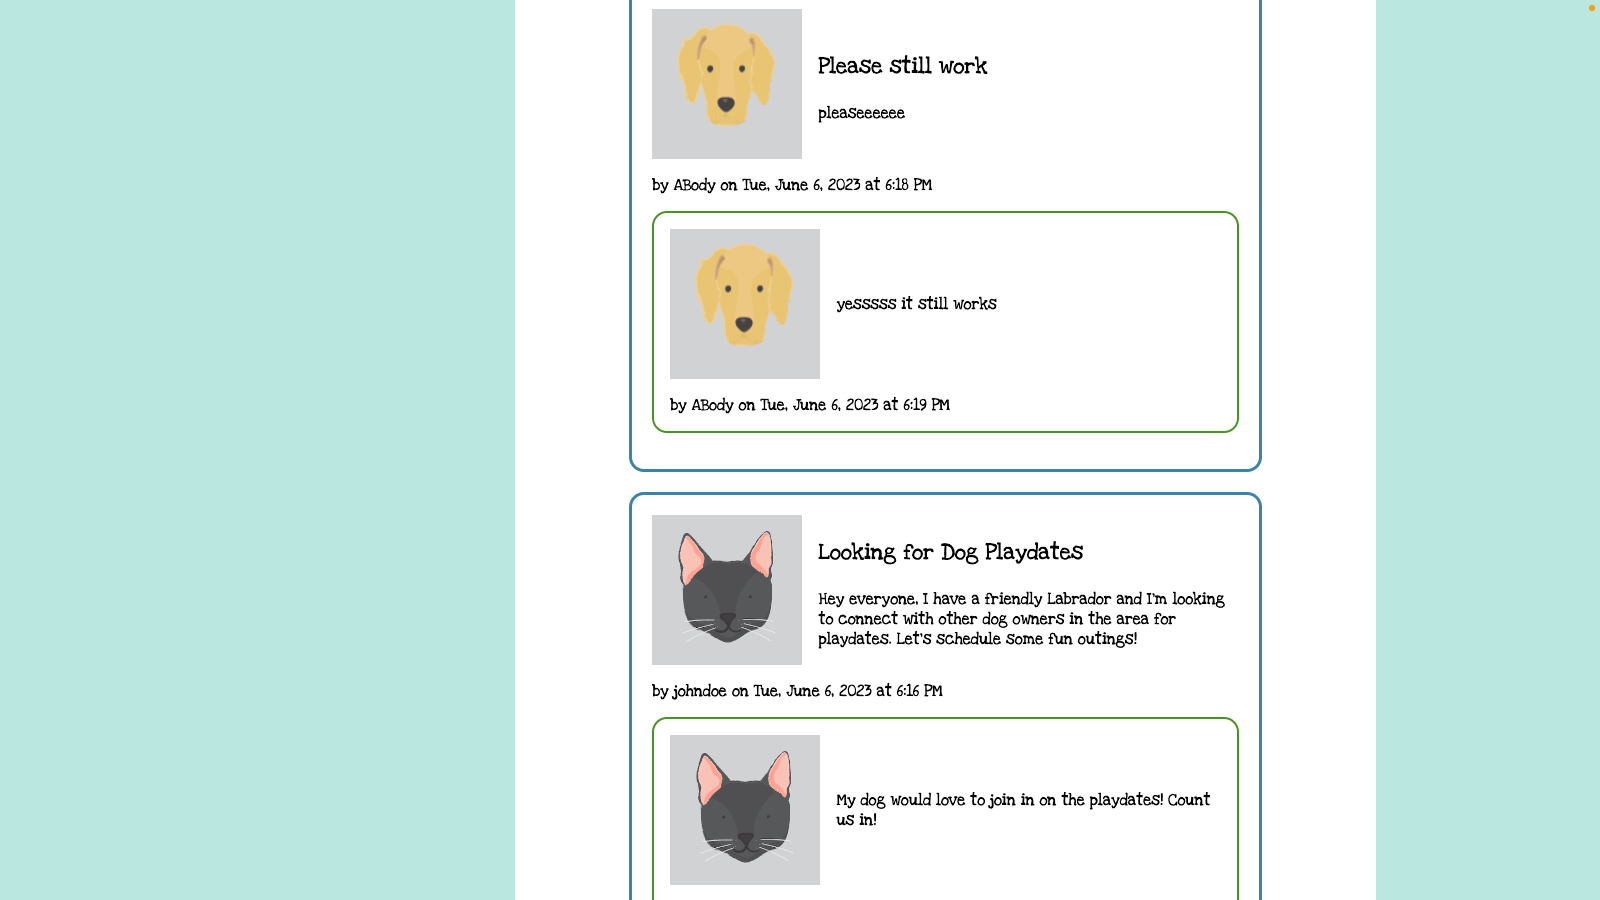 Please still work
pleaseeeeee
by ABody on Tue, June 6, 2023 at 6:18 PM
yesssss it still works
by ABody on Tue, June 6, 2023 at 6:19 PM
Looking for Dog Playdates
Hey everyone, I have a friendly Labrador and I'm looking
to connect with other dog owners in the area for
playdates. Let's schedule some fun outings!
by johndoe on Tue, June 6, 2023 at 6:16 PM
My dog would love to join in on the playdates! Count
us in!